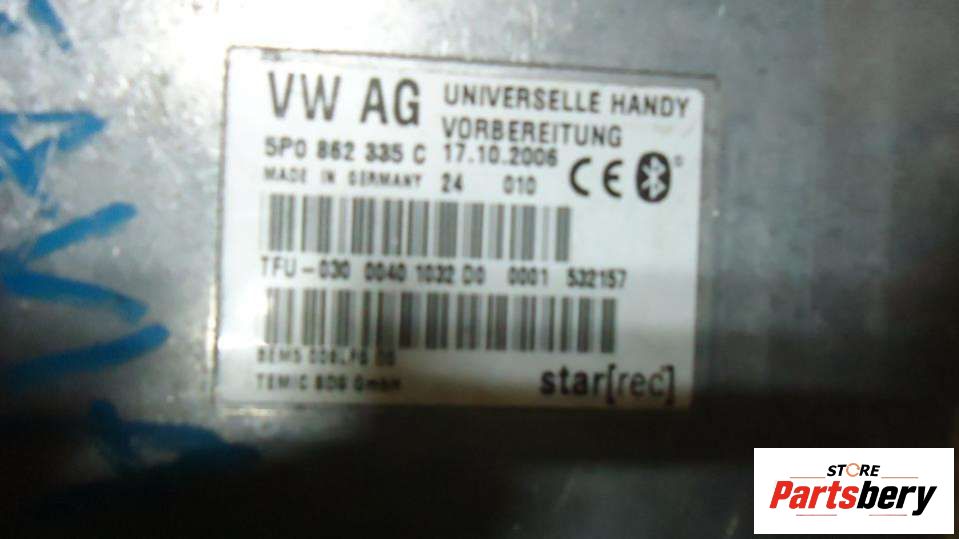 VW AG UNIVERSELLE HANDY
VORBEREITUNG
5P0 862 335 C 17.10.2006
MADE IN GERMANY 24 010 CE
TFU-030 0040 1032 D0 0001 532157
TEMIC SDS GmbH
star[rec]
STORE
Partsbery